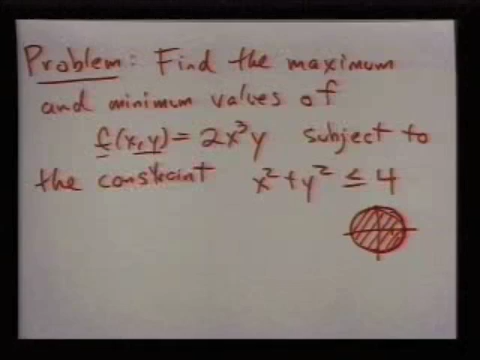 Problem: Find the maximum
and minimum values of
f(x,y) = 2x³y subject to
the constraint x² + y² ≤ 4